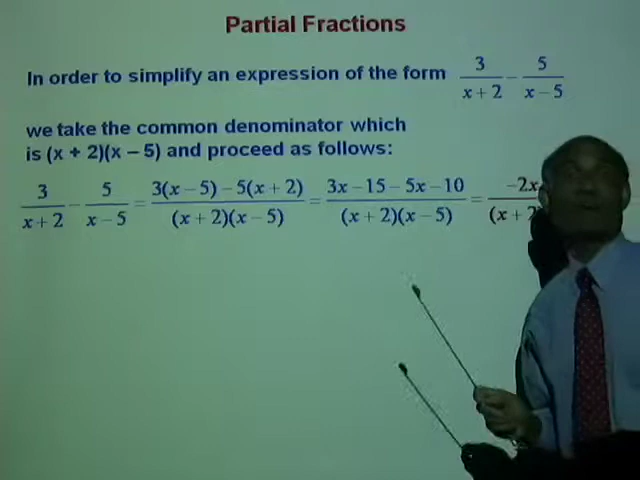 Partial Fractions
In order to simplify an expression of the form 3/(x + 2) − 5/(x − 5)
we take the common denominator which
is (x + 2)(x – 5) and proceed as follows:
3/(x + 2) − 5/(x − 5) = (3(x − 5) − 5(x + 2))/((x + 2)(x − 5)) = (3x − 15 − 5x − 10)/((x + 2)(x − 5)) = −2x/(x + 2)